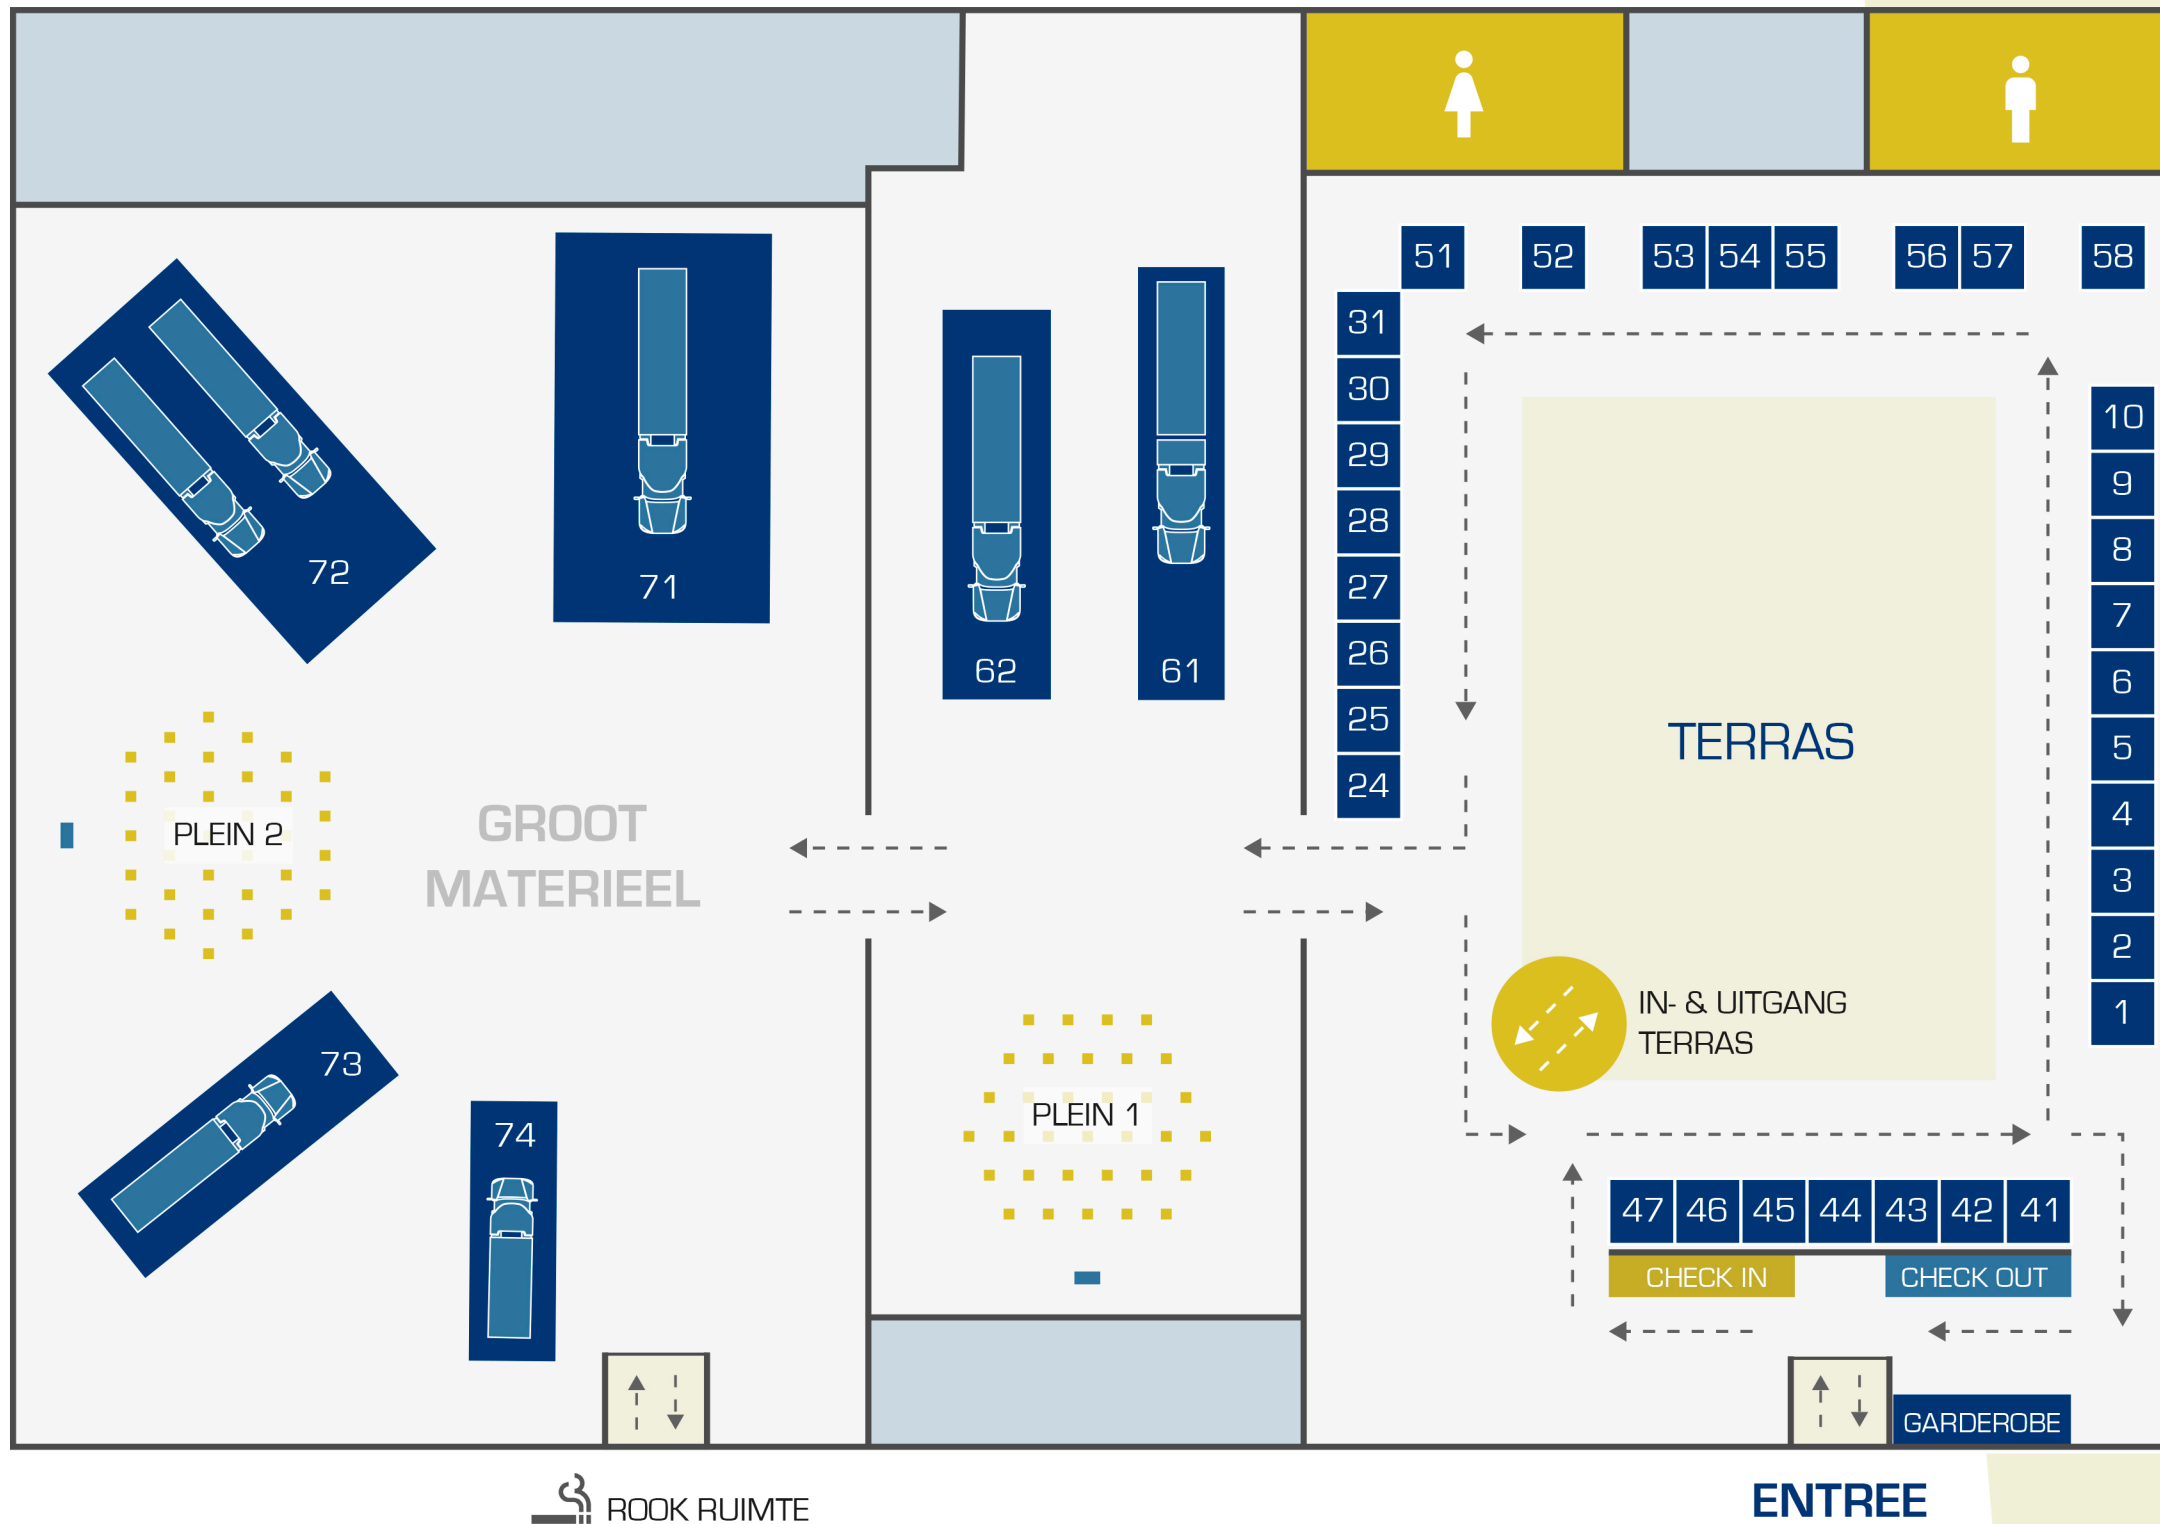 51 52 53 54 55 56 57 58
31
30
29
28
27
26
25
24
10
9
8
7
6
5
4
3
2
1
72
71
62
61
TERRAS
PLEIN 2
GROOT
MATERIEEL
IN- & UITGANG
TERRAS
73
74
PLEIN 1
47 46 45 44 43 42 41
CHECK IN
CHECK OUT
GARDEROBE
ROOK RUIMTE
ENTREE